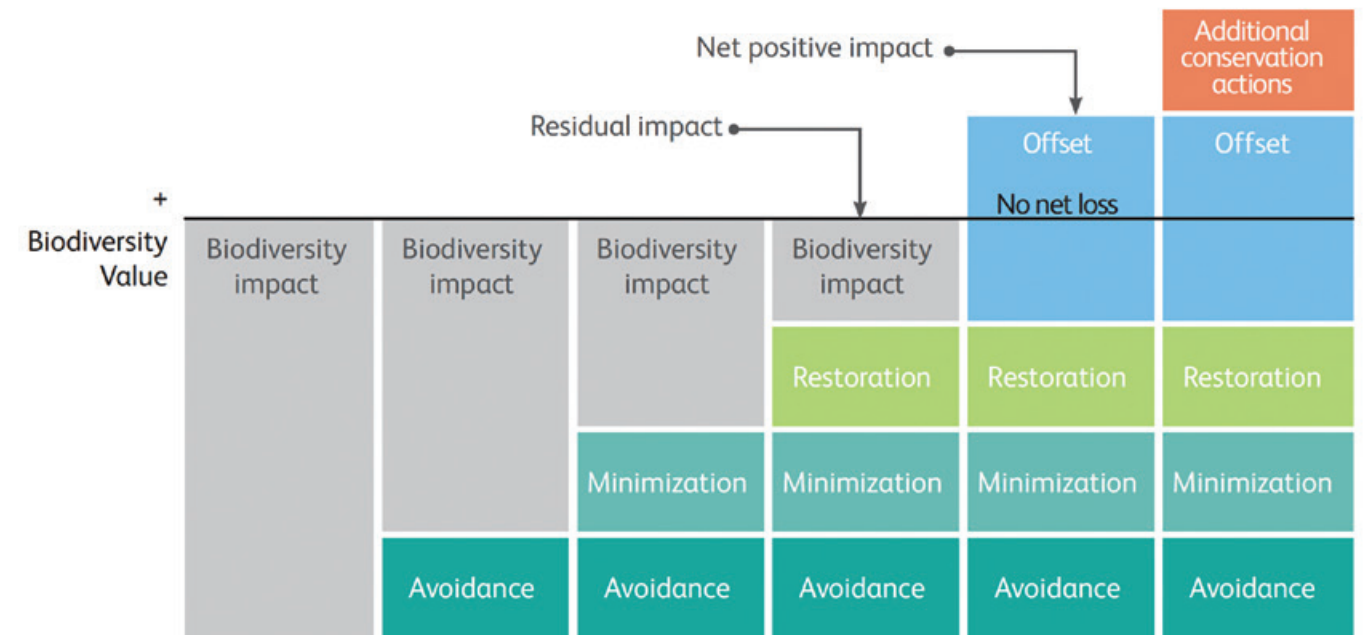 Additional
conservation
actions
Net positive impact
Residual impact
Offset
Offset
+
No net loss
Biodiversity
Value
Biodiversity
impact
Biodiversity
impact
Biodiversity
impact
Biodiversity
impact
Restoration
Restoration
Restoration
Minimization
Minimization
Minimization
Minimization
Avoidance
Avoidance
Avoidance
Avoidance
Avoidance